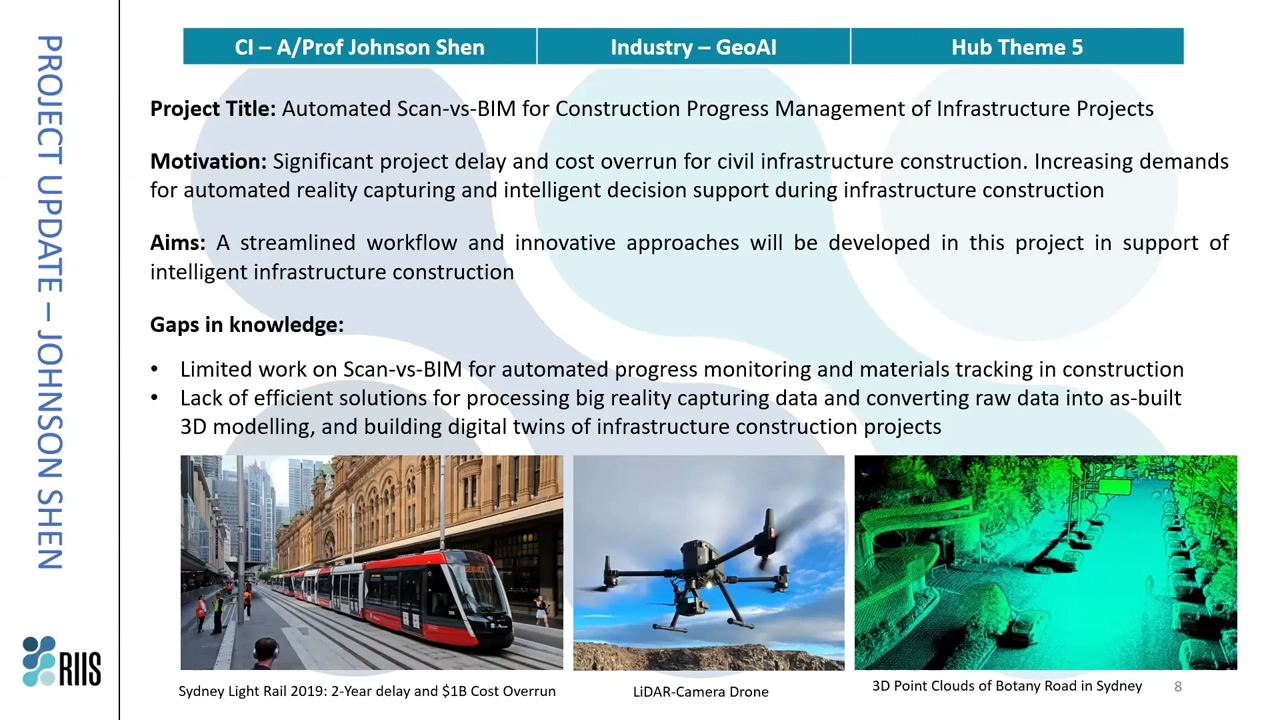 PROJECT UPDATE – JOHNSON SHEN
CI – A/Prof Johnson Shen
Industry – GeoAI
Hub Theme 5
Project Title: Automated Scan-vs-BIM for Construction Progress Management of Infrastructure Projects
Motivation: Significant project delay and cost overrun for civil infrastructure construction. Increasing demands
for automated reality capturing and intelligent decision support during infrastructure construction
Aims: A streamlined workflow and innovative approaches will be developed in this project in support of
intelligent infrastructure construction
Gaps in knowledge:
• Limited work on Scan-vs-BIM for automated progress monitoring and materials tracking in construction
• Lack of efficient solutions for processing big reality capturing data and converting raw data into as-built
3D modelling, and building digital twins of infrastructure construction projects
Sydney Light Rail 2019: 2-Year delay and $1B Cost Overrun
LiDAR-Camera Drone
3D Point Clouds of Botany Road in Sydney
8
RIIS